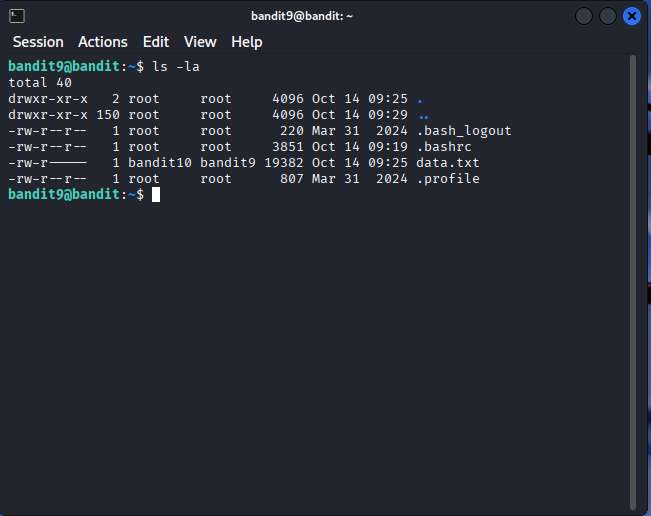 bandit9@bandit: ~
Session Actions Edit View Help
bandit9@bandit:~$ ls -la
total 40
drwxr-xr-x   2 root     root      4096 Oct 14 09:25 .
drwxr-xr-x 150 root     root      4096 Oct 14 09:29 ..
-rw-r--r--   1 root     root       220 Mar 31  2024 .bash_logout
-rw-r--r--   1 root     root      3851 Oct 14 09:19 .bashrc
-rw-r-----   1 bandit10 bandit9 19382 Oct 14 09:25 data.txt
-rw-r--r--   1 root     root       807 Mar 31  2024 .profile
bandit9@bandit:~$